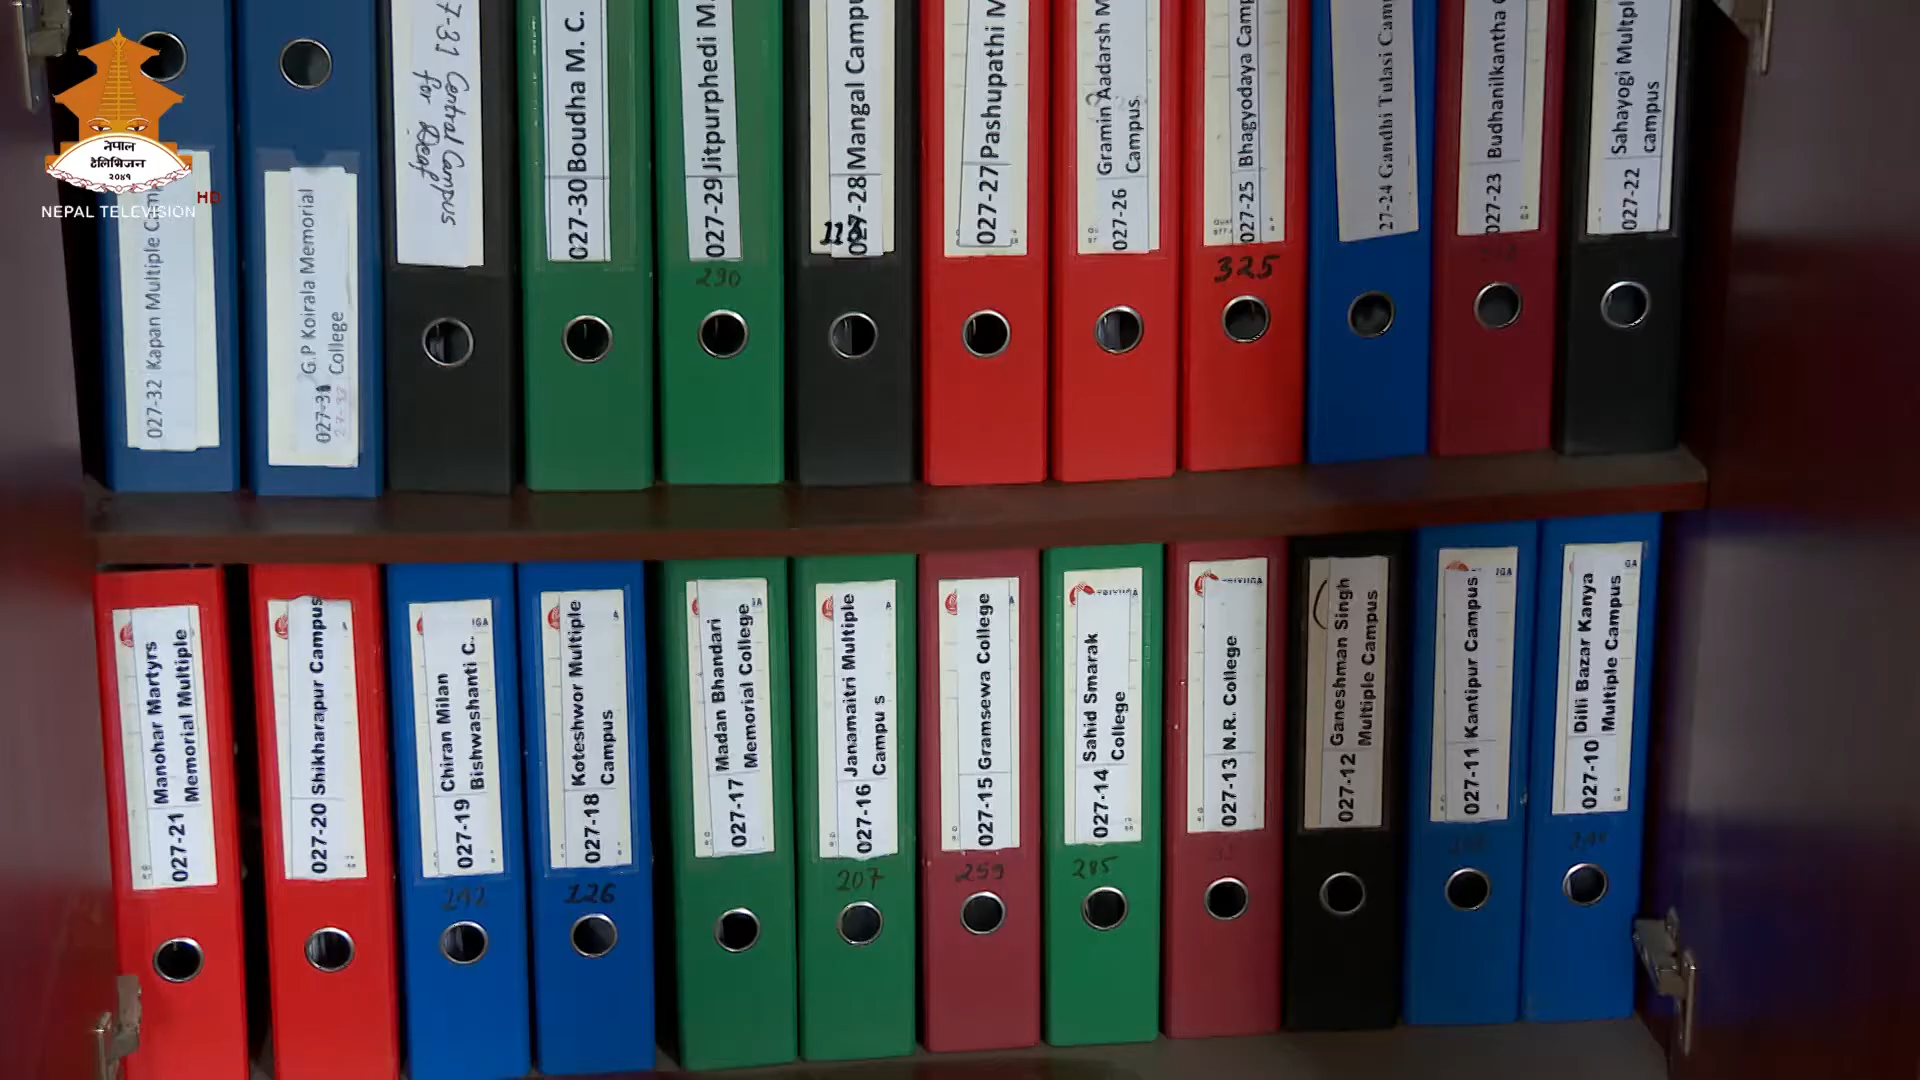 नेपाल
टेलिभिजन
२०४१
NEPAL TELEVISION
HD
027-32 Kapan Multiple
027-31 G.P Koirala Memorial
College
27-32
7-31 Central Campus
for Deaf
027-30 Boudha M. C.
027-29 Jitpurphedi M.
290
027-28 Mangal Campu
027-27 Pashupathi M
027-26 Gramin Aadarsh M
Campus
027-25 Bhagyodaya Camp
325
27-24 Gandhi Tulasi Cam
027-23 Budhanilkantha
027-22 Sahayogi Multpl
campus
027-21 Manohar Martyrs
Memorial Multiple
027-20 Shikharapur Campus
027-19 Chiran Milan
Bishwashanti C.
242
027-18 Koteshwor Multiple
Campus
126
027-17 Madan Bhandari
Memorial College
027-16 Janamaitri Multiple
Campu s
207
027-15 Gramsewa College
259
027-14 Sahid Smarak
College
285
027-13 N.R. College
027-12 Ganeshman Singh
Multiple Campus
027-11 Kantipur Campus
027-10 Dilli Bazar Kanya
Multiple Campus